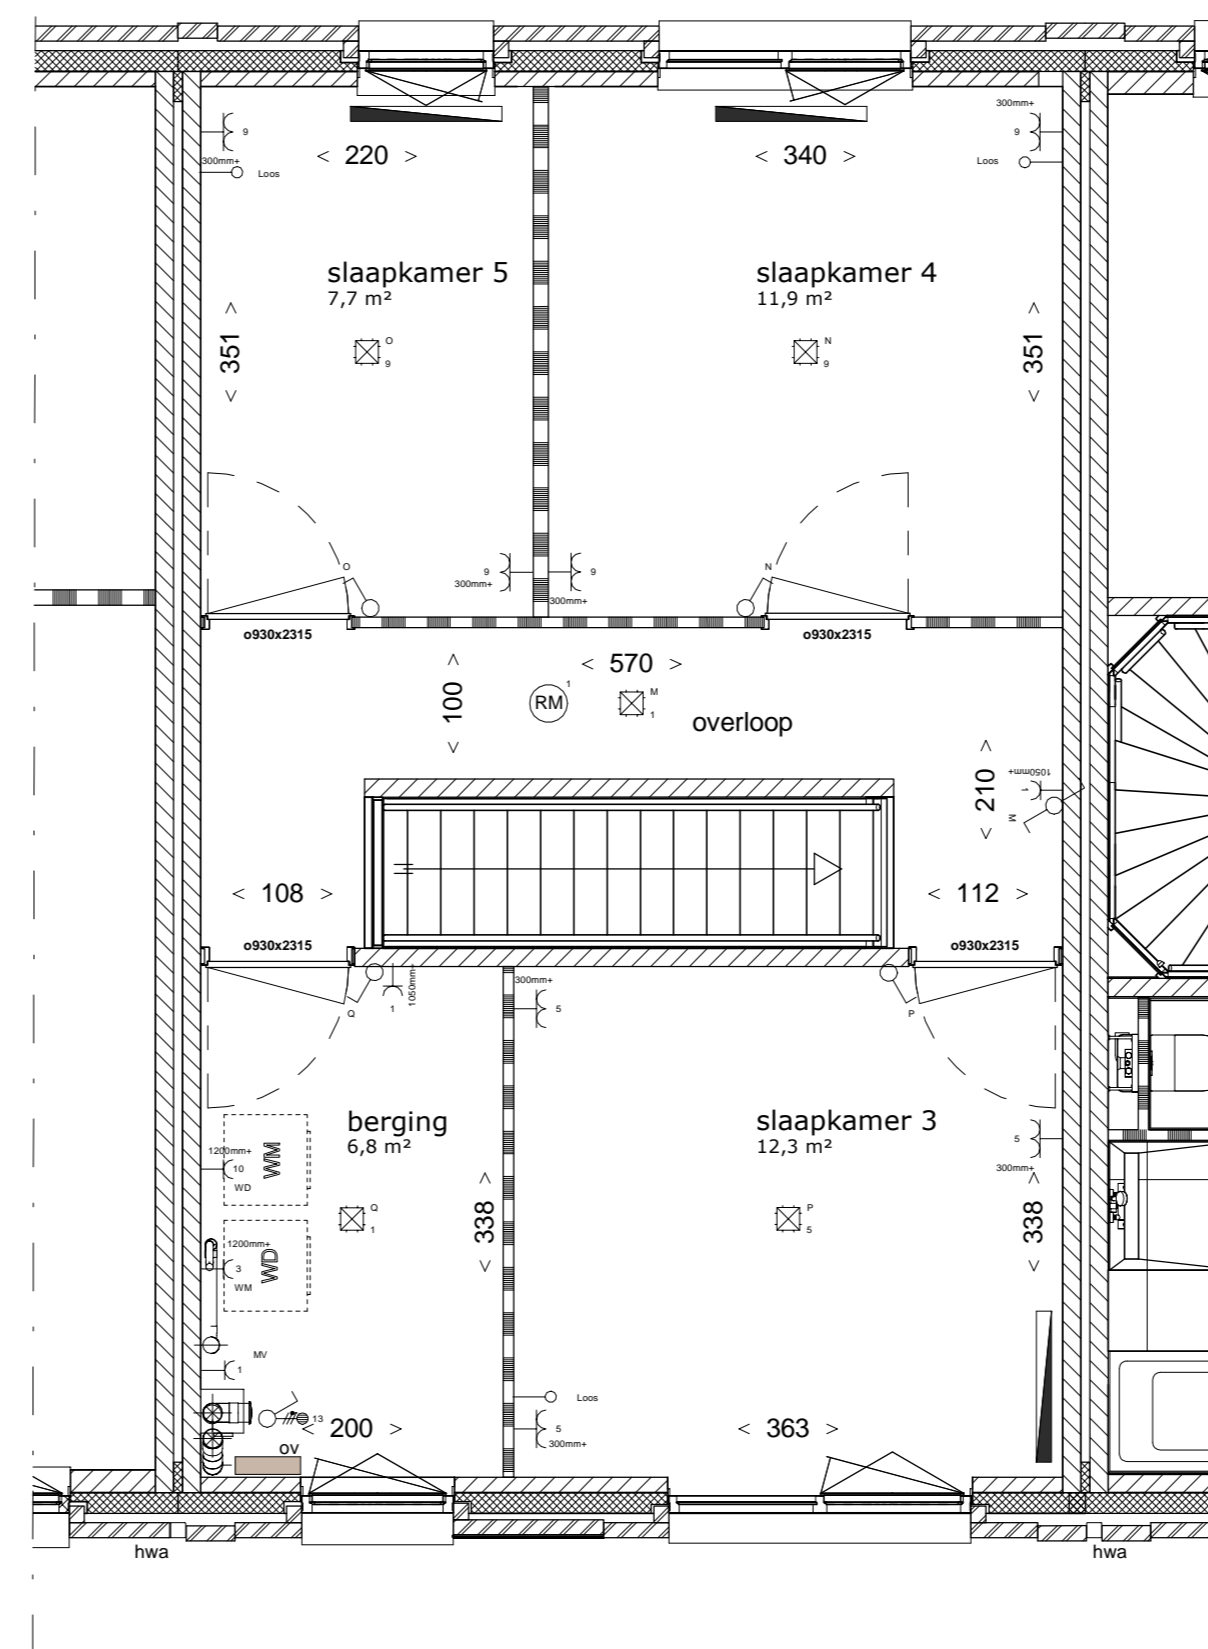 300mm+
9
9
300mm+
Loos
Loos
< 220 >
< 340 >
slaapkamer 5
7,7 m²
slaapkamer 4
11,9 m²
< 351 >
< 351 >
O
9
N
9
O
N
9
300mm+
9
300mm+
o930x2315
o930x2315
< 570 >
< 100 >
RM
1
M
1
overloop
< 210 >
1050mm+
1
M
< 108 >
< 112 >
o930x2315
o930x2315
1050mm+
1
Q
300mm+
5
P
berging
6,8 m²
slaapkamer 3
12,3 m²
1200mm+
10
WD
WM
5
300mm+
Q
1
P
5
< 338 >
< 338 >
1200mm+
3
WM
WD
MV
1
Loos
13
< 200 >
5
300mm+
< 363 >
ov
hwa
hwa